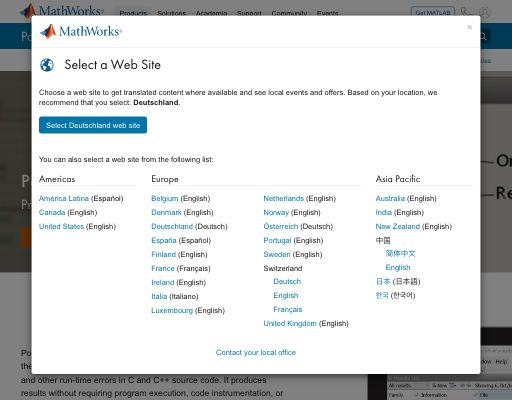 MathWorks®
Products Solutions Academia Support Community Events
Get MATLAB
MathWorks®
×
Select a Web Site
Choose a web site to get translated content where available and see local events and offers. Based on your location, we
recommend that you select: Deutschland.
Select Deutschland web site
You can also select a web site from the following list:
Americas
América Latina (Español)
Canada (English)
United States (English)
Europe
Belgium (English)
Denmark (English)
Deutschland (Deutsch)
España (Español)
Finland (English)
France (Français)
Ireland (English)
Italia (Italiano)
Luxembourg (English)
Netherlands (English)
Norway (English)
Österreich (Deutsch)
Portugal (English)
Sweden (English)
Switzerland
Deutsch
English
Français
United Kingdom (English)
Asia Pacific
Australia (English)
India (English)
New Zealand (English)
中国
简体中文
English
日本 (日本語)
한국 (한국어)
Contact your local office
and other run-time errors in C and C++ source code. It produces
results without requiring program execution, code instrumentation, or
All results
New
Showing
Family
Information
File